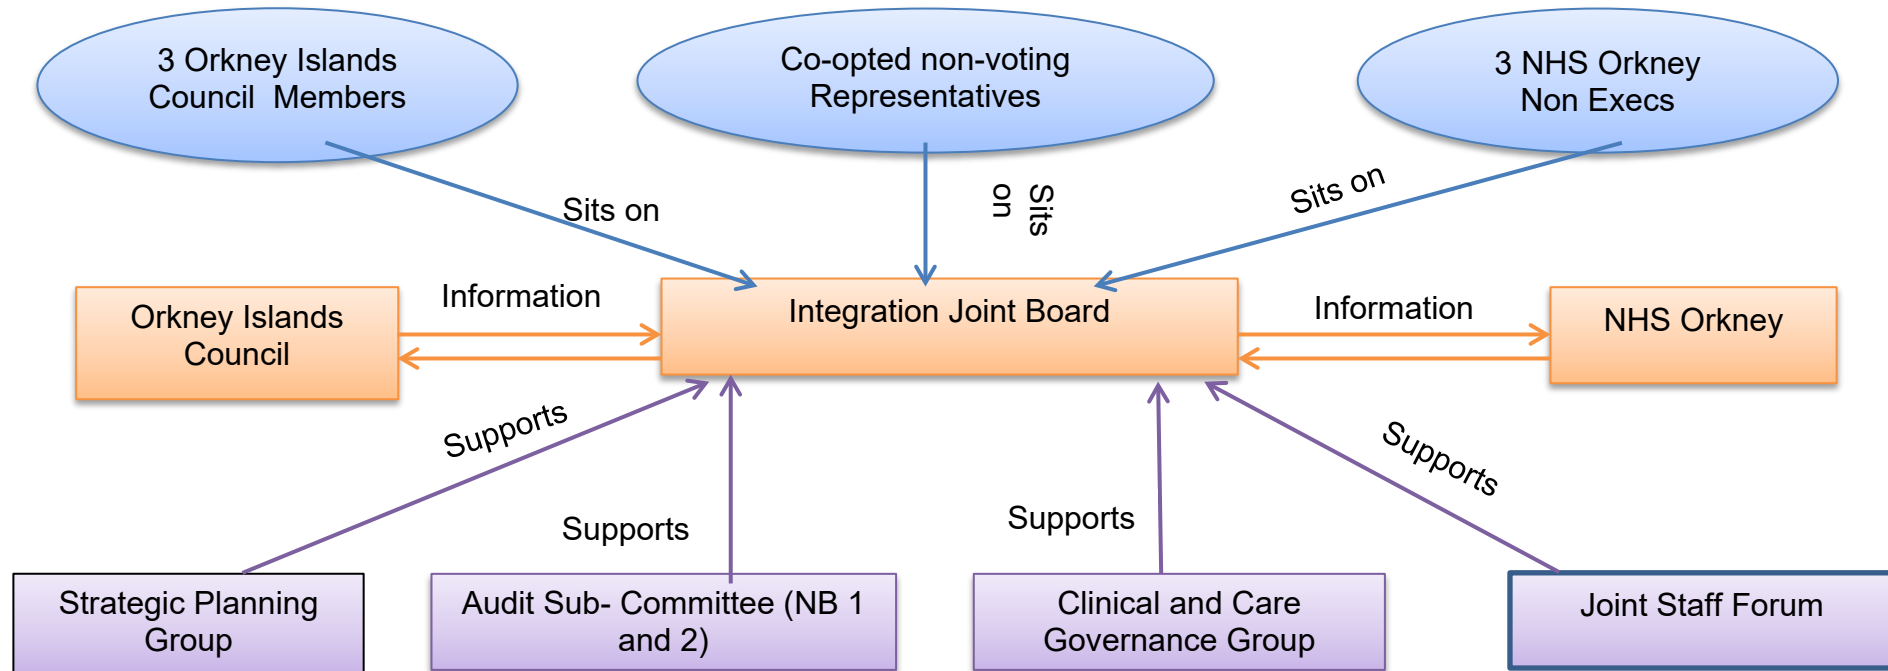 3 Orkney Islands
Council  Members
Co-opted non-voting
Representatives
3 NHS Orkney
Non Execs
Sits on
Sits
on
Sits on
Orkney Islands
Council
Information
Integration Joint Board
Information
NHS Orkney
Supports
Supports
Supports
Supports
Strategic Planning
Group
Audit Sub- Committee (NB 1
and 2)
Clinical and Care
Governance Group
Joint Staff Forum